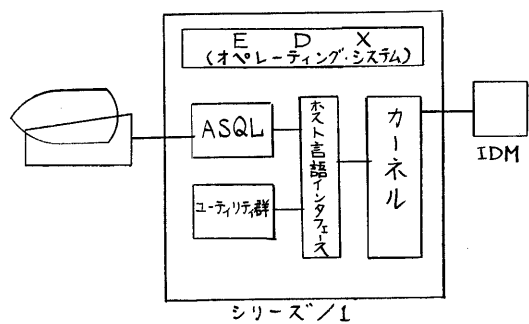 E D X
(オペレーティング・システム)
ASQL
ユーティリティ群
ホスト言語インタフェース
カーネル
IDM
シリーズ/1